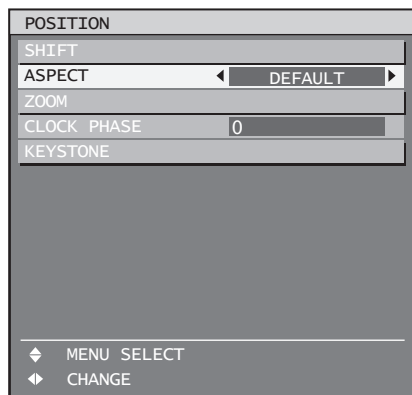 POSITION
SHIFT
ASPECT DEFAULT
ZOOM
CLOCK PHASE 0
KEYSTONE
MENU SELECT
CHANGE